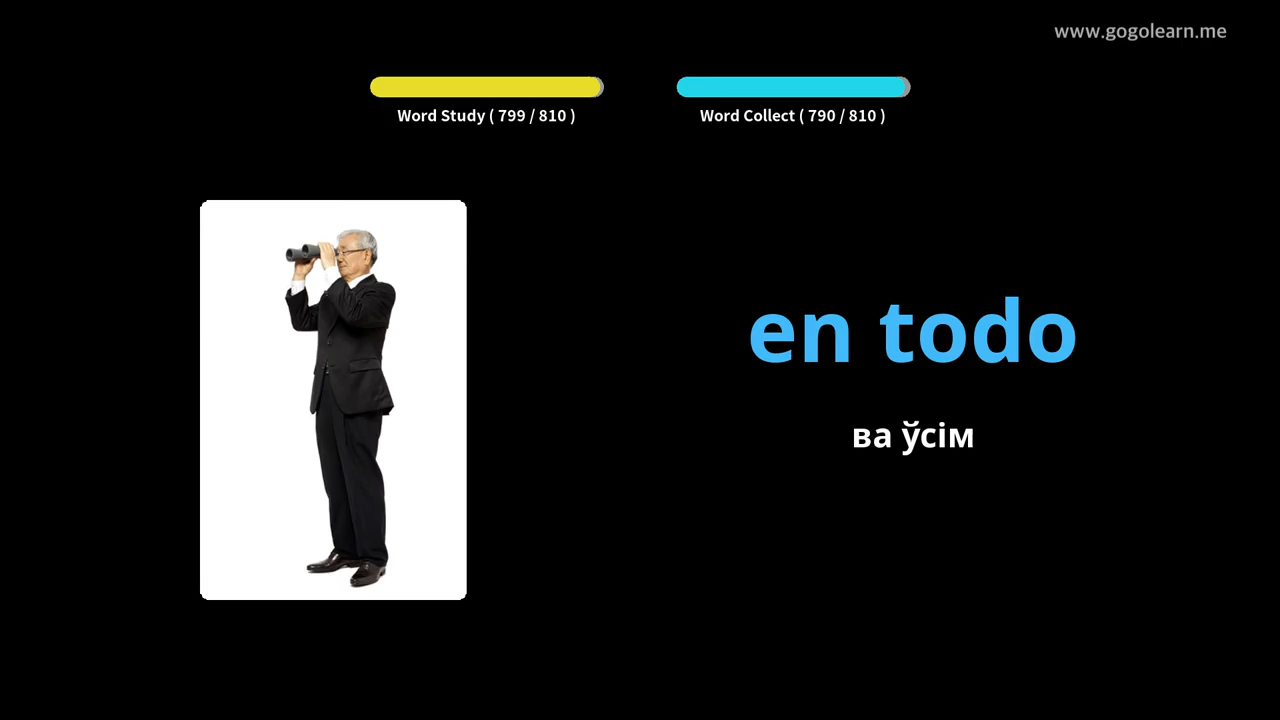 www.gogolearn.me
Word Study ( 799 / 810 )
Word Collect ( 790 / 810 )
en todo
ва ўсім